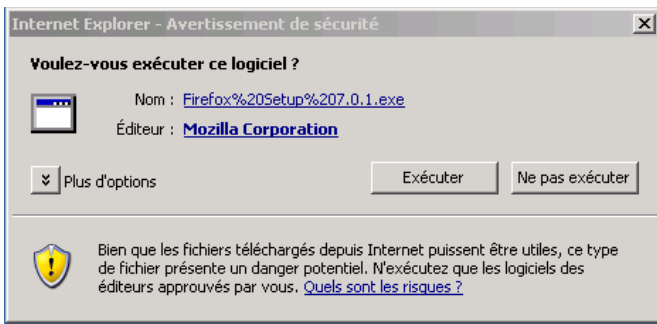 Internet Explorer - Avertissement de sécurité
Voulez-vous exécuter ce logiciel ?
Nom : Firefox%20Setup%207.0.1.exe
Éditeur : Mozilla Corporation
Plus d'options
Exécuter
Ne pas exécuter
Bien que les fichiers téléchargés depuis Internet puissent être utiles, ce type
de fichier présente un danger potentiel. N'exécutez que les logiciels des
éditeurs approuvés par vous. Quels sont les risques ?